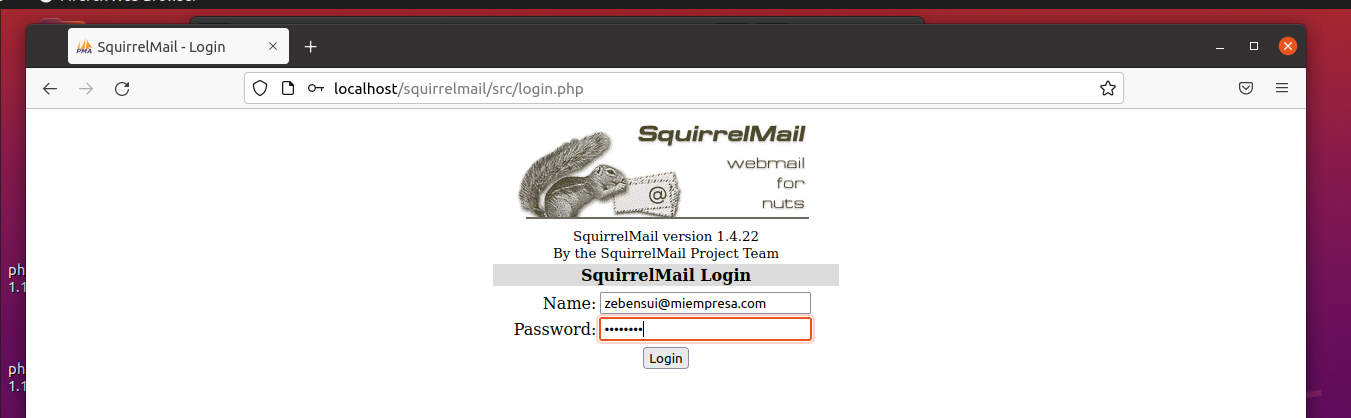 SquirrelMail - Login
localhost/squirrelmail/src/login.php
SquirrelMail
webmail
for
nuts
@
SquirrelMail version 1.4.22
By the SquirrelMail Project Team
SquirrelMail Login
Name: zebensui@miempresa.com
Password: ••••••••
Login
ph
1.1
ph
1.1